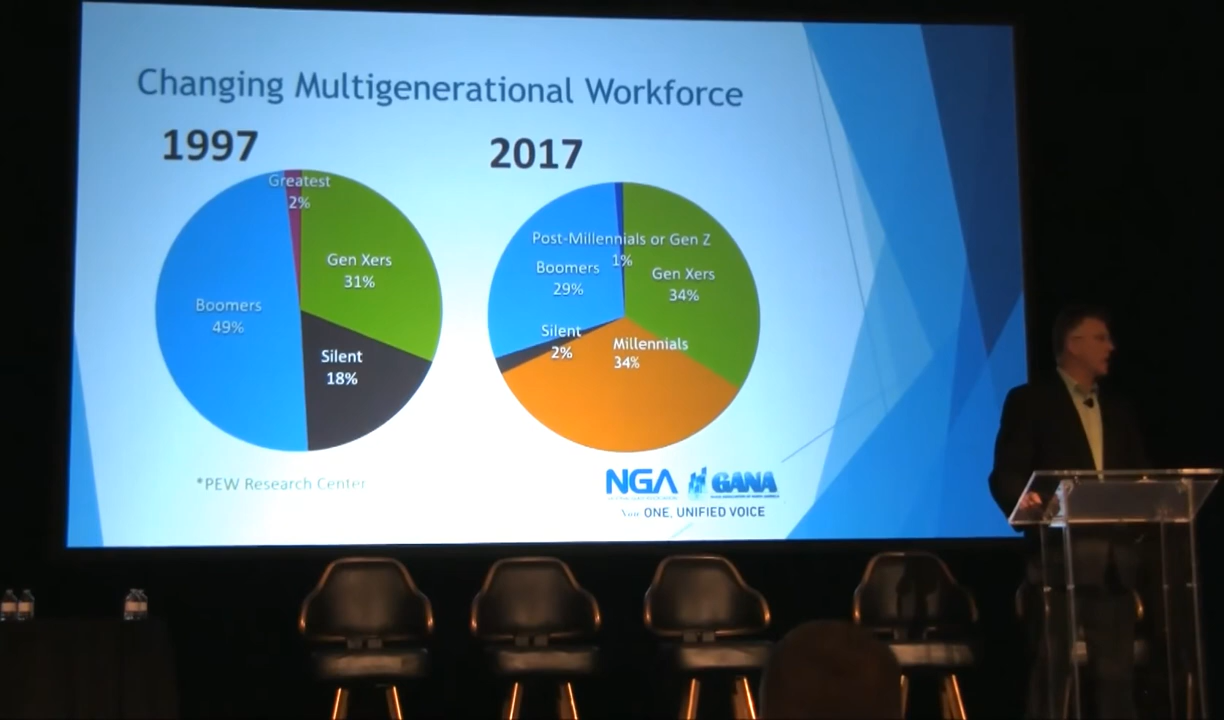 Changing Multigenerational Workforce
1997
Greatest
2%
Gen Xers
31%
Boomers
49%
Silent
18%
2017
Post-Millennials or Gen Z
1%
Boomers
29%
Gen Xers
34%
Silent
2%
Millennials
34%
*PEW Research Center
NGA
GANA
Now ONE, UNIFIED VOICE